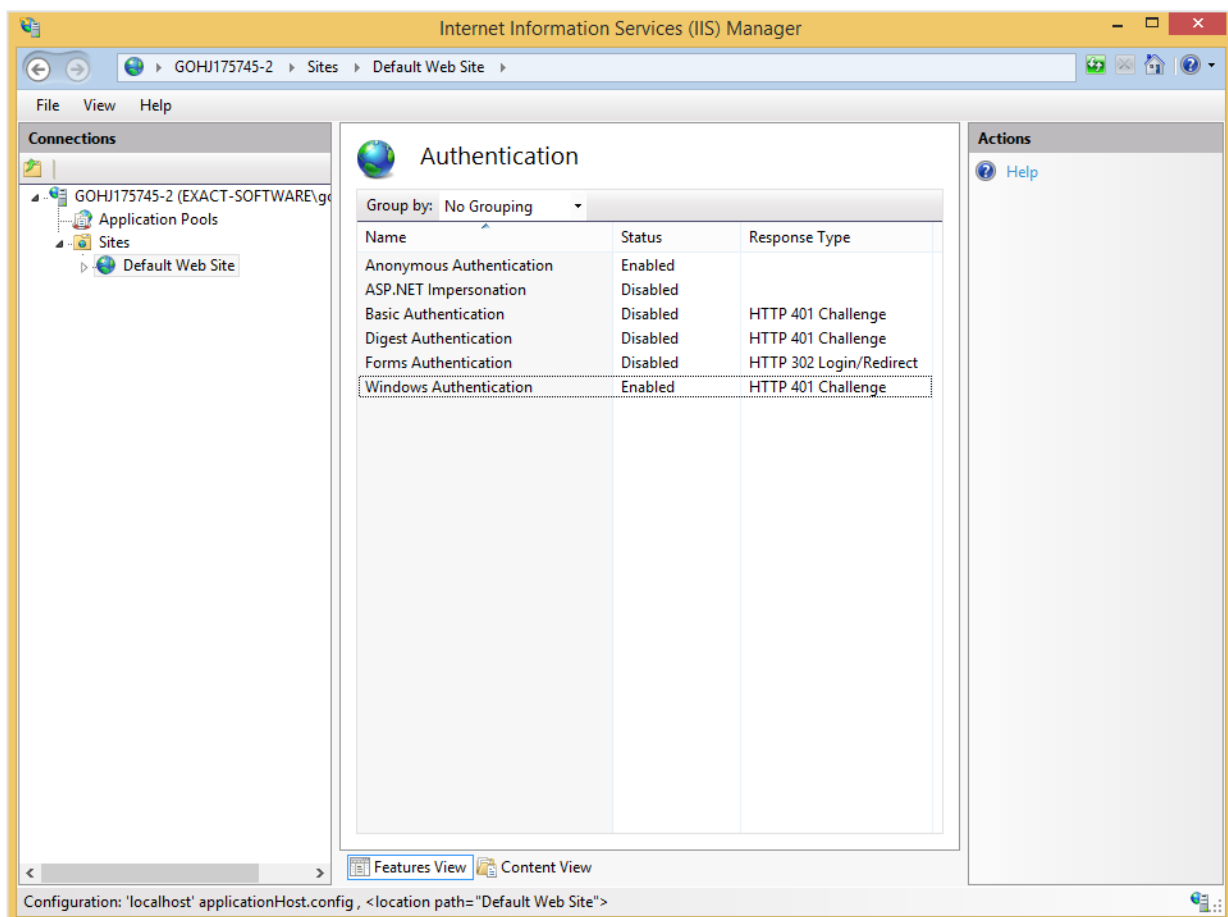 Internet Information Services (IIS) Manager
GOHJ175745-2 Sites Default Web Site
File View Help
Connections
GOHJ175745-2 (EXACT-SOFTWARE\go
Application Pools
Sites
Default Web Site
Authentication
Group by: No Grouping
Name Status Response Type
Anonymous Authentication Enabled
ASP.NET Impersonation Disabled
Basic Authentication Disabled HTTP 401 Challenge
Digest Authentication Disabled HTTP 401 Challenge
Forms Authentication Disabled HTTP 302 Login/Redirect
Windows Authentication Enabled HTTP 401 Challenge
Features View Content View
Actions
Help
Configuration: 'localhost' applicationHost.config , <location path="Default Web Site">